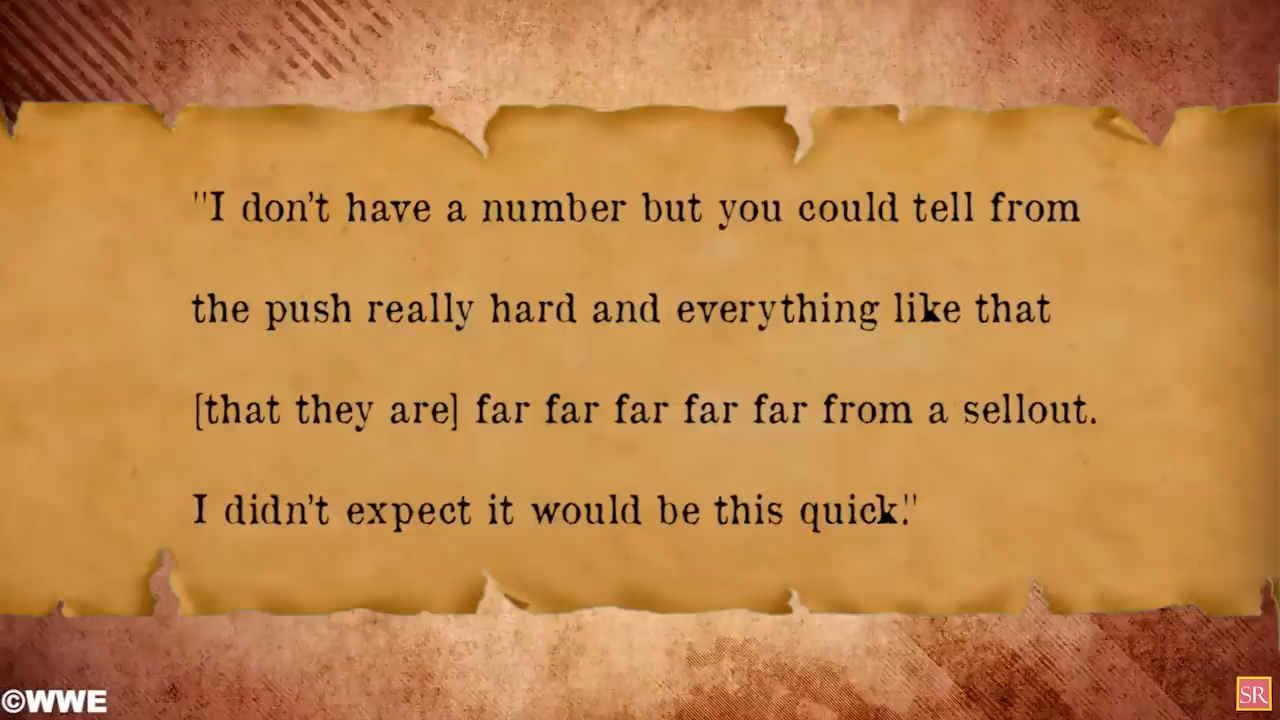 "I don't have a number but you could tell from
the push really hard and everything like that
[that they are] far far far far far from a sellout.
I didn't expect it would be this quick."
©WWE
SR